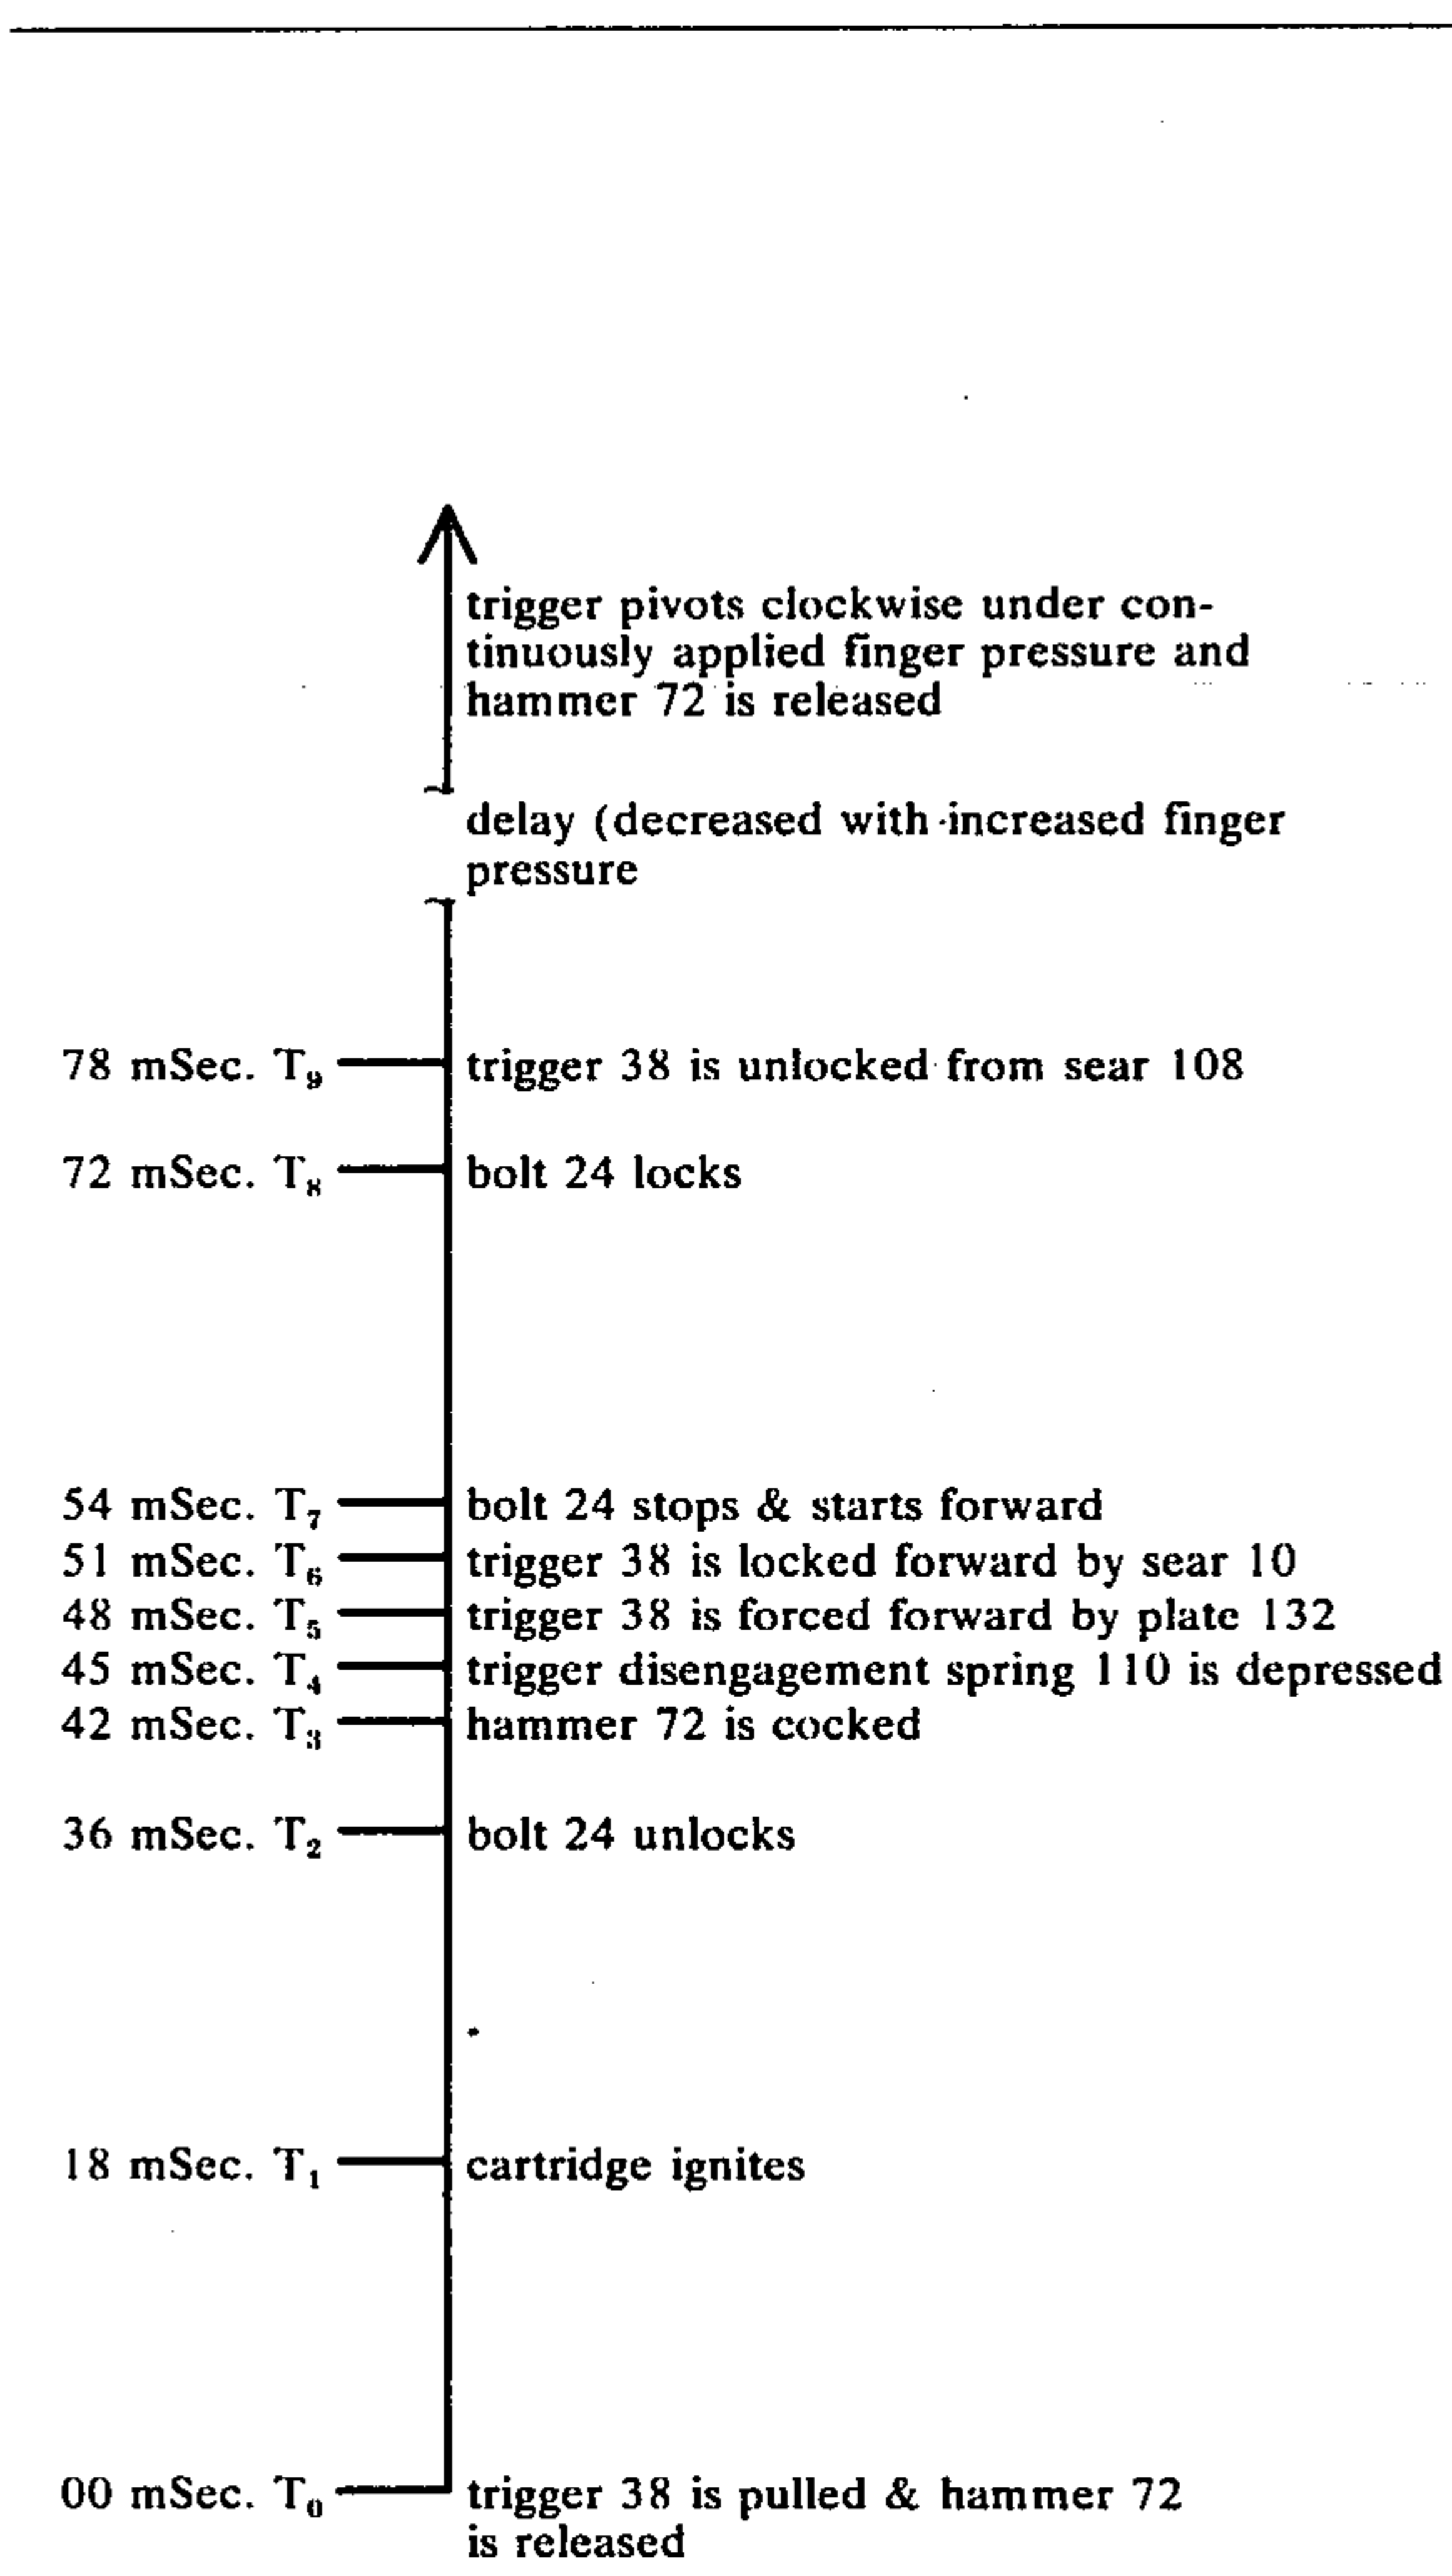 trigger pivots clockwise under con-
tinuously applied finger pressure and
hammer 72 is released
delay (decreased with increased finger
pressure
78 mSec. T₉ trigger 38 is unlocked from sear 108
72 mSec. T₈ bolt 24 locks
54 mSec. T₇ bolt 24 stops & starts forward
51 mSec. T₆ trigger 38 is locked forward by sear 10
48 mSec. T₅ trigger 38 is forced forward by plate 132
45 mSec. T₄ trigger disengagement spring 110 is depressed
42 mSec. T₃ hammer 72 is cocked
36 mSec. T₂ bolt 24 unlocks
18 mSec. T₁ cartridge ignites
00 mSec. T₀ trigger 38 is pulled & hammer 72
is released